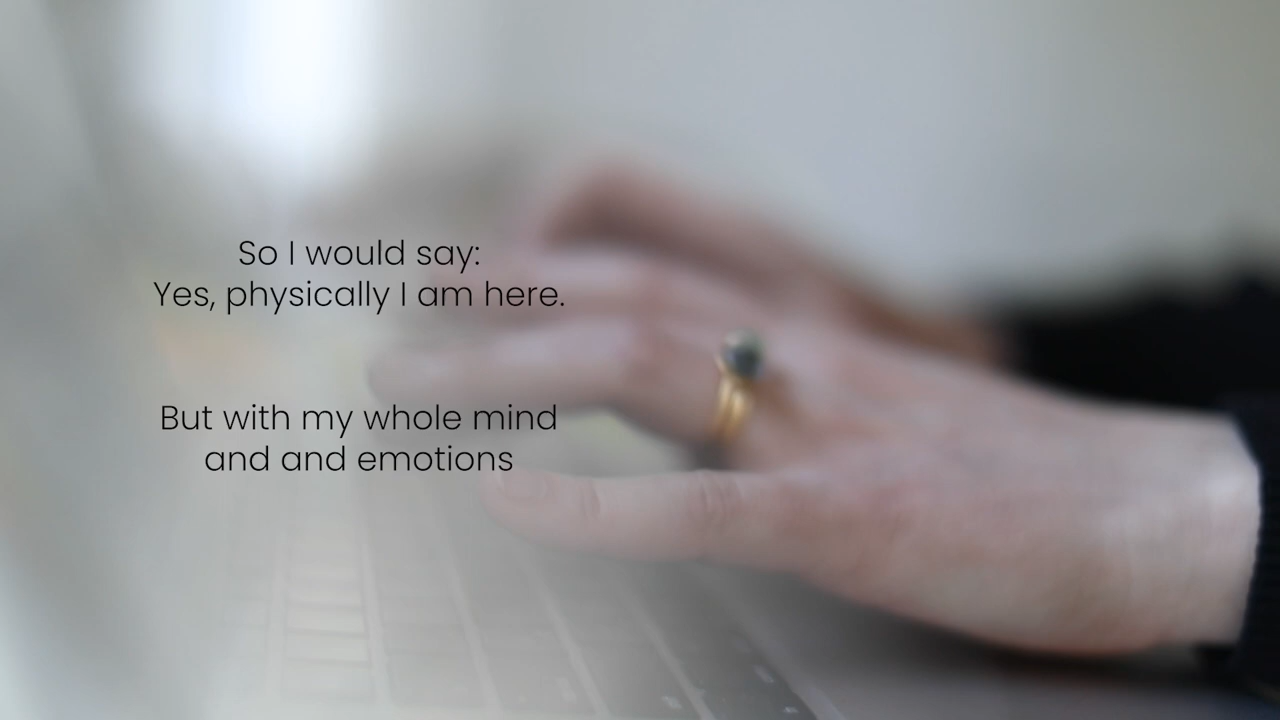 So I would say:
Yes, physically I am here.
But with my whole mind
and and emotions